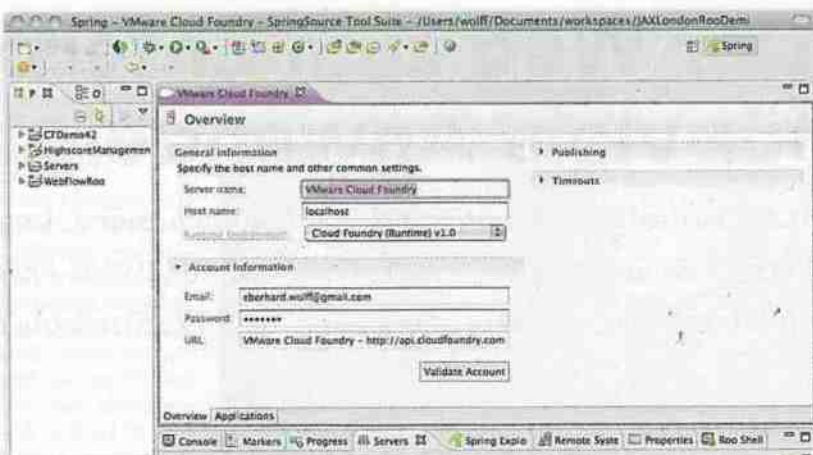 Spring – VMware Cloud Foundry – SpringSource Tool Suite – /Users/wolff/Documents/workspaces/JAXLondonRooDemi
Spring
VMware Cloud Foundry
Overview
CFDemo42
HighscoreManagemen
Servers
WebFlowRoo
General information
Specify the host name and other common settings.
Server name: VMware Cloud Foundry
Host name: localhost
Cloud Foundry (Runtime) v1.0
Publishing
Timeouts
Account Information
Email: eberhard.wolff@gmail.com
Password: •••••••
URL: VMware Cloud Foundry – http://api.cloudfoundry.com
Validate Account
Overview Applications
Console Markers Progress Servers Spring Explo Remote Syste Properties Roo Shell